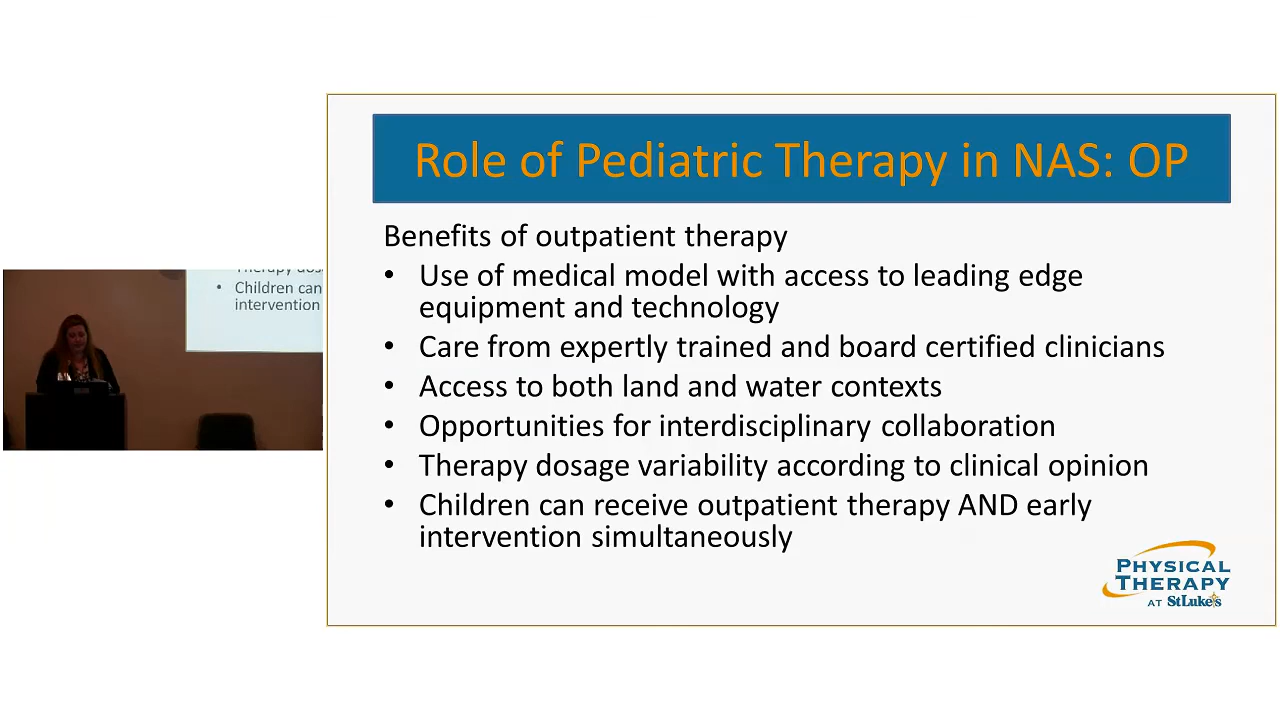 Role of Pediatric Therapy in NAS: OP
Benefits of outpatient therapy
• Use of medical model with access to leading edge
equipment and technology
• Care from expertly trained and board certified clinicians
• Access to both land and water contexts
• Opportunities for interdisciplinary collaboration
• Therapy dosage variability according to clinical opinion
• Children can receive outpatient therapy AND early
intervention simultaneously
PHYSICAL
THERAPY
AT StLuke's
Therapy dos
• Children can
intervention